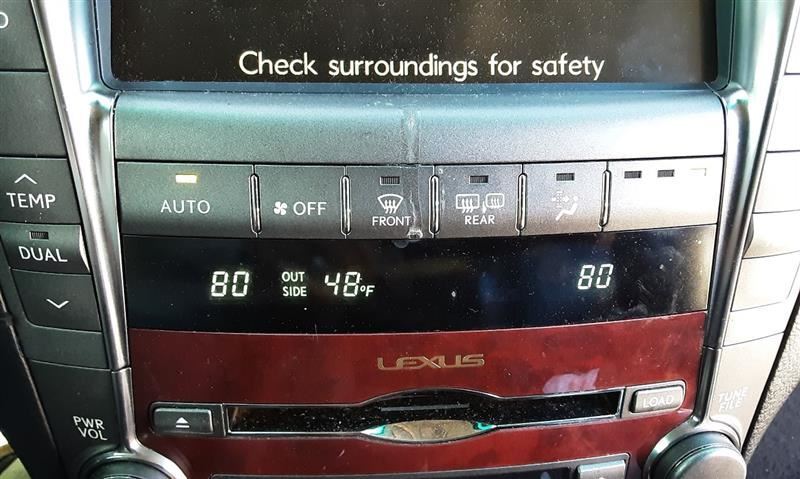 Check surroundings for safety
TEMP
AUTO
OFF
FRONT
REAR
DUAL
80
OUT
SIDE
48°F
80
LEXUS
LOAD
PWR
VOL
TUNE
FILE